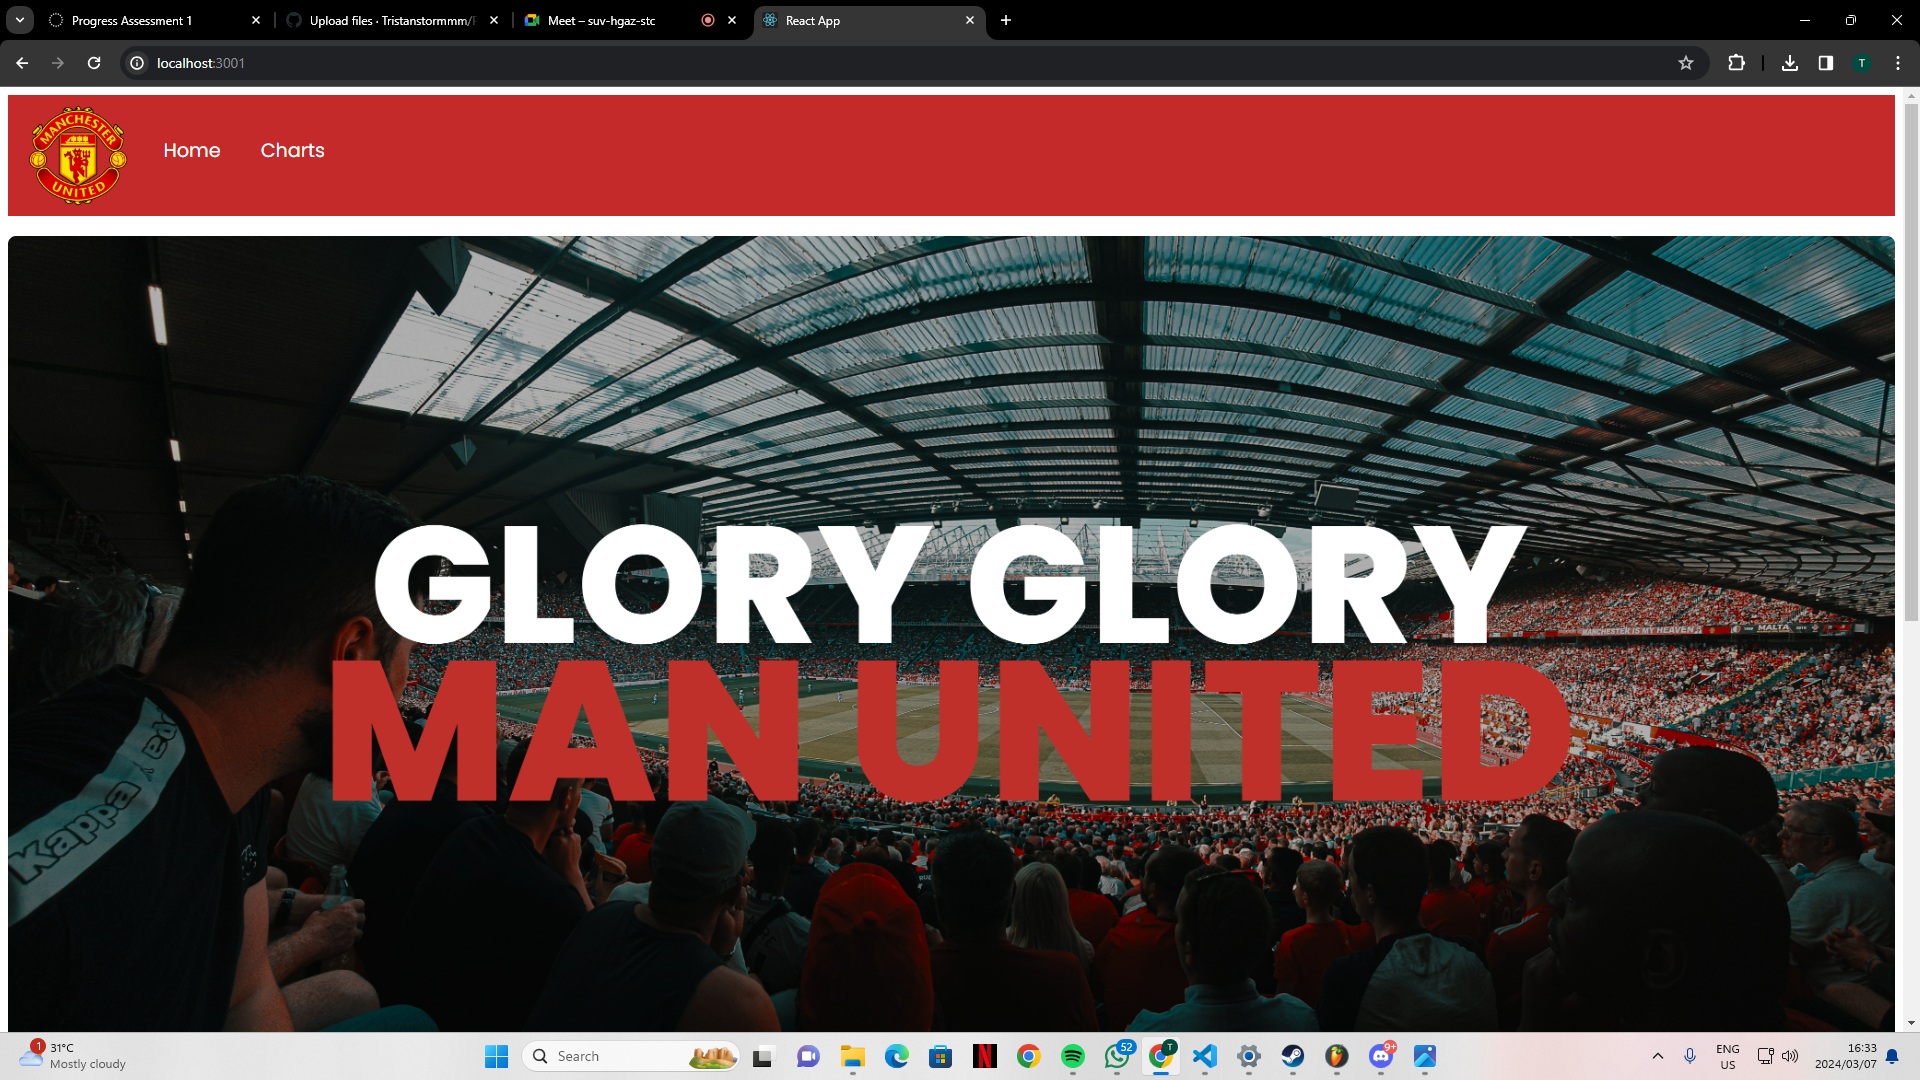 Progress Assessment 1
Upload files · Tristanstormmm/
Meet – suv-hgaz-stc
React App
localhost:3001
T
MANCHESTER
UNITED
Home
Charts
GLORY GLORY
MAN UNITED
MANCHESTER IS MY HEAVEN
MALTA
Kappa
1
31°C
Mostly cloudy
Search
N
52
T
9+
ENG
US
16:33
2024/03/07